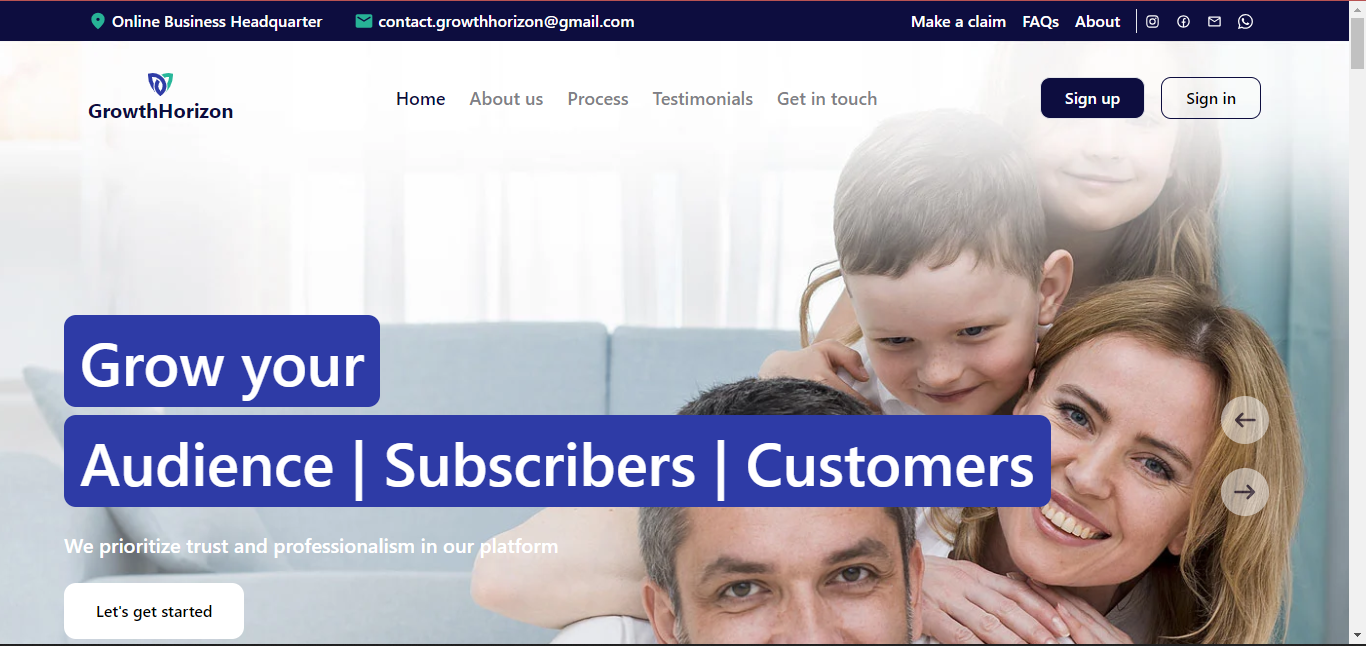 Online Business Headquarter
contact.growthhorizon@gmail.com
Make a claim
FAQs
About
GrowthHorizon
Home
About us
Process
Testimonials
Get in touch
Sign up
Sign in
Grow your
Audience | Subscribers | Customers
We prioritize trust and professionalism in our platform
Let's get started